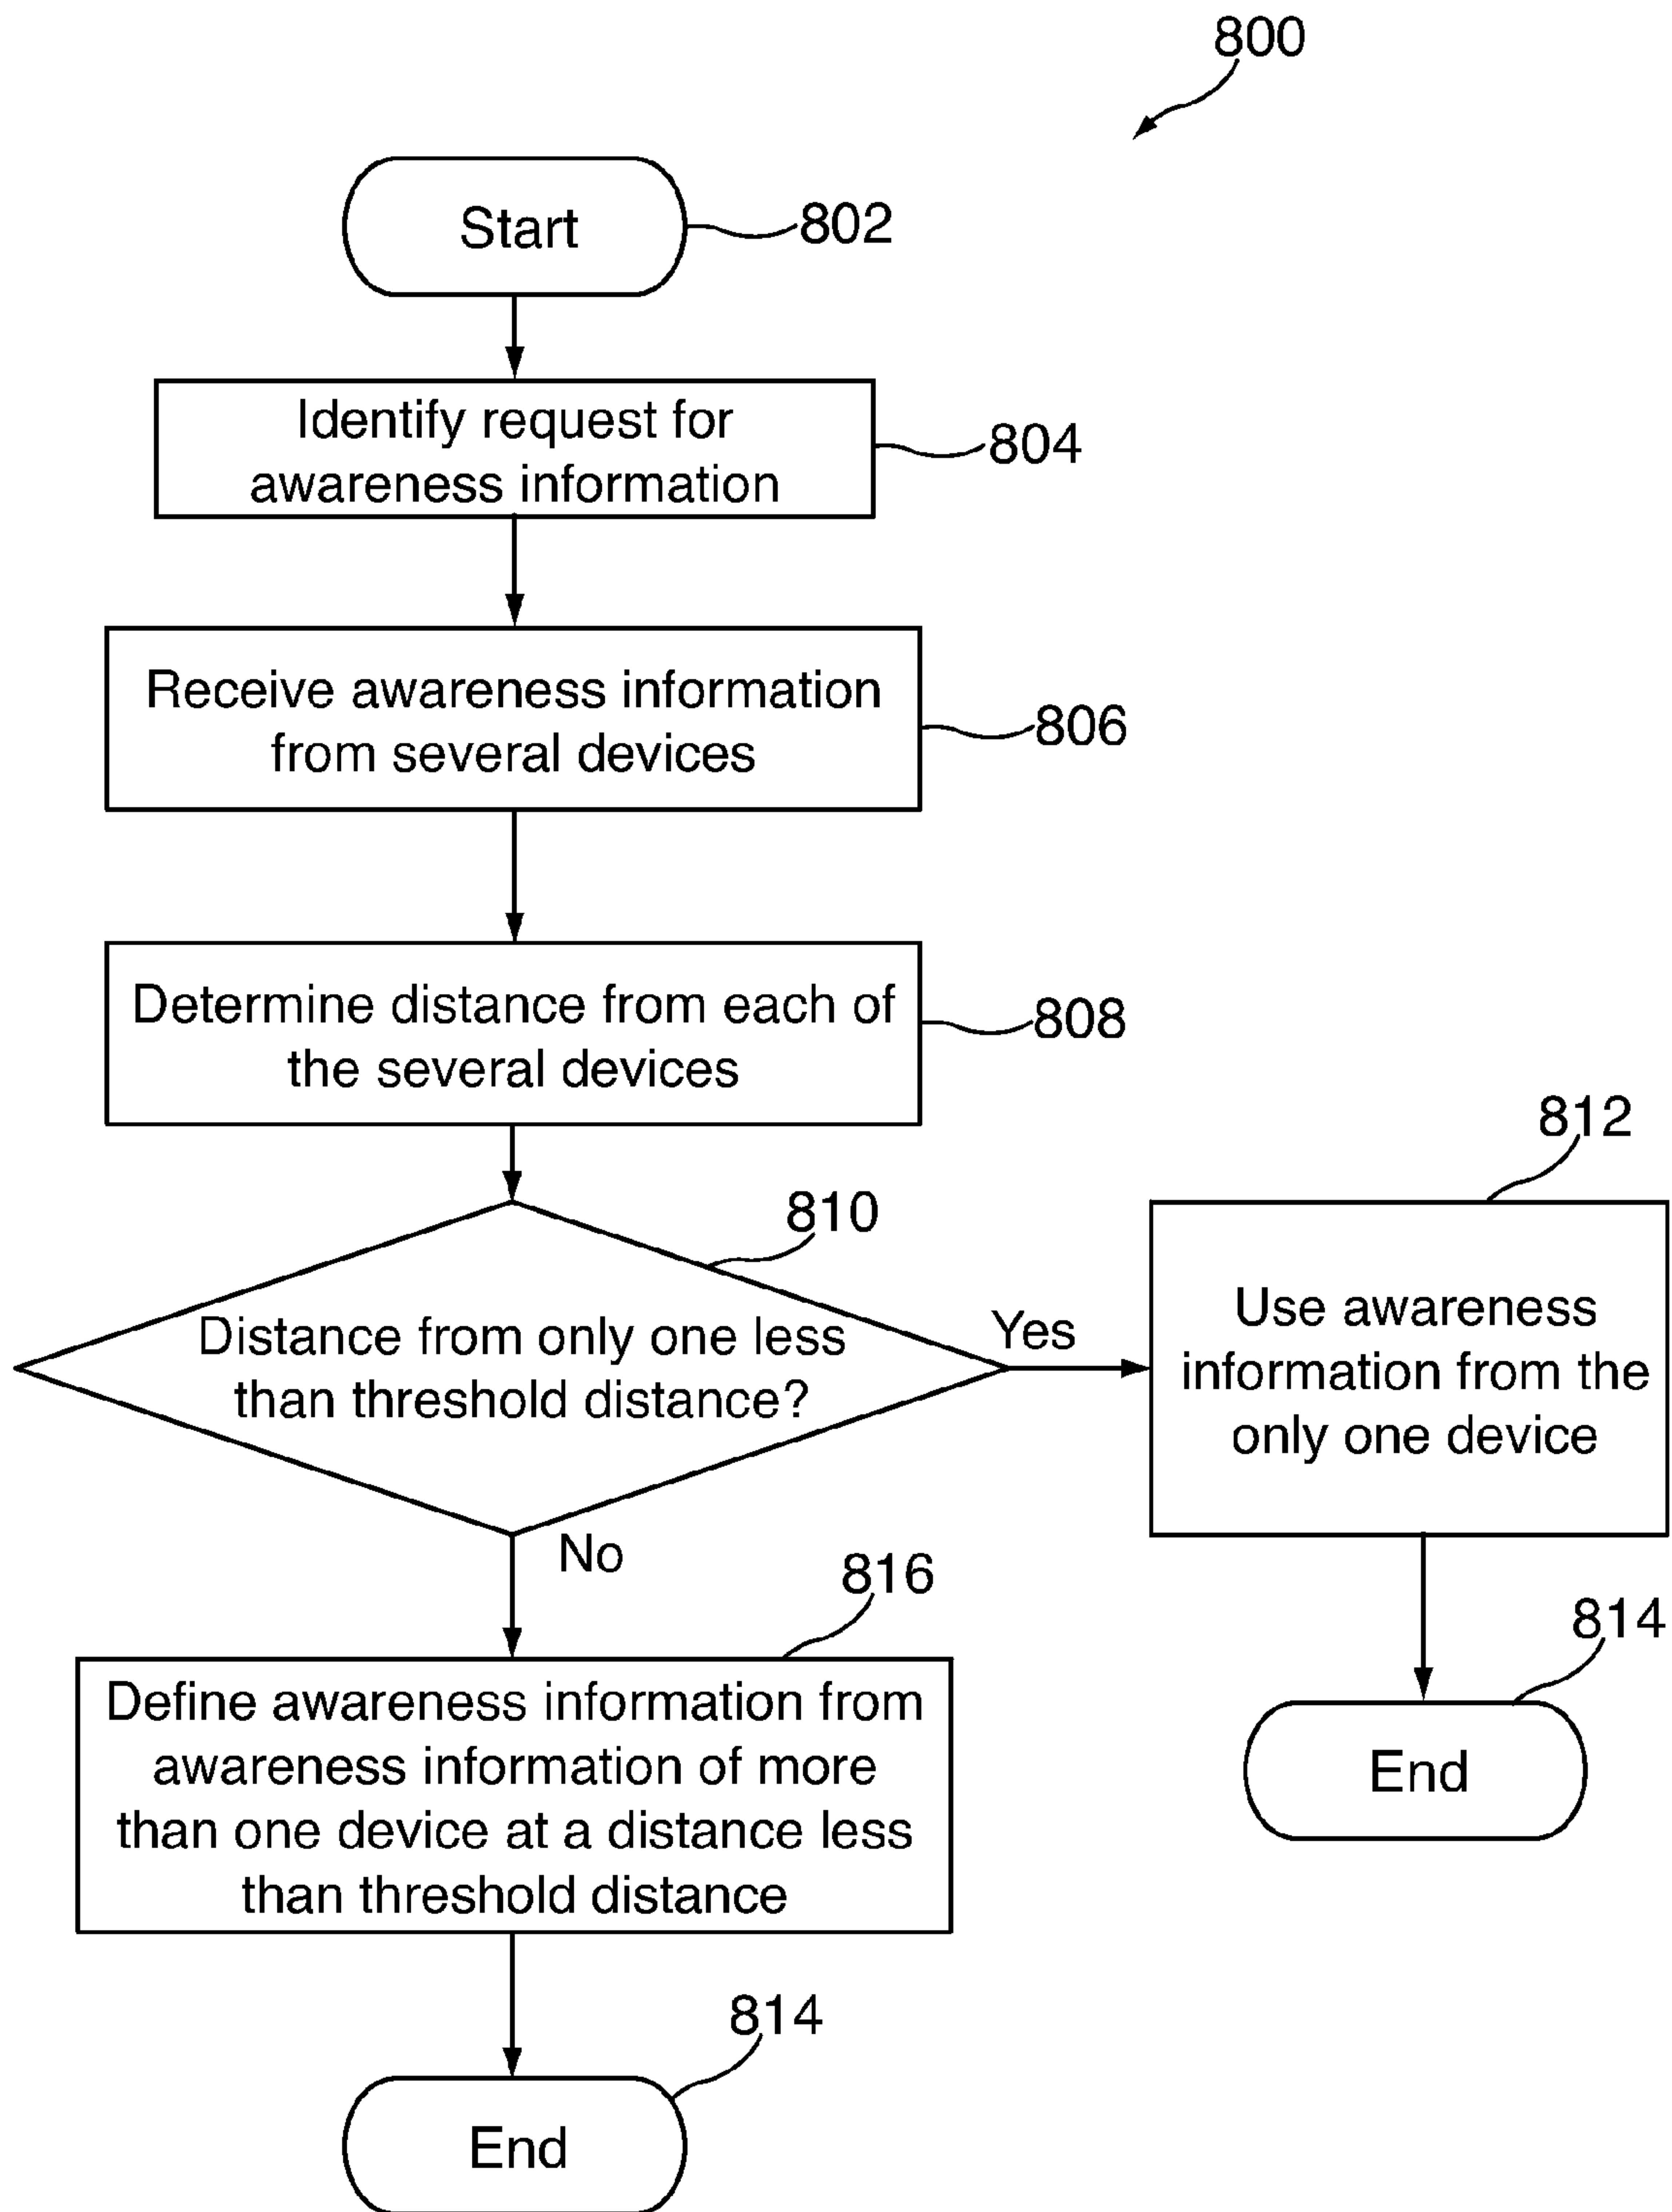 800
Start
802
Identify request for
awareness information
804
Receive awareness information
from several devices
806
Determine distance from each of
the several devices
808
810
Distance from only one less
than threshold distance?
Yes
812
Use awareness
information from the
only one device
814
End
No
816
Define awareness information from
awareness information of more
than one device at a distance less
than threshold distance
814
End